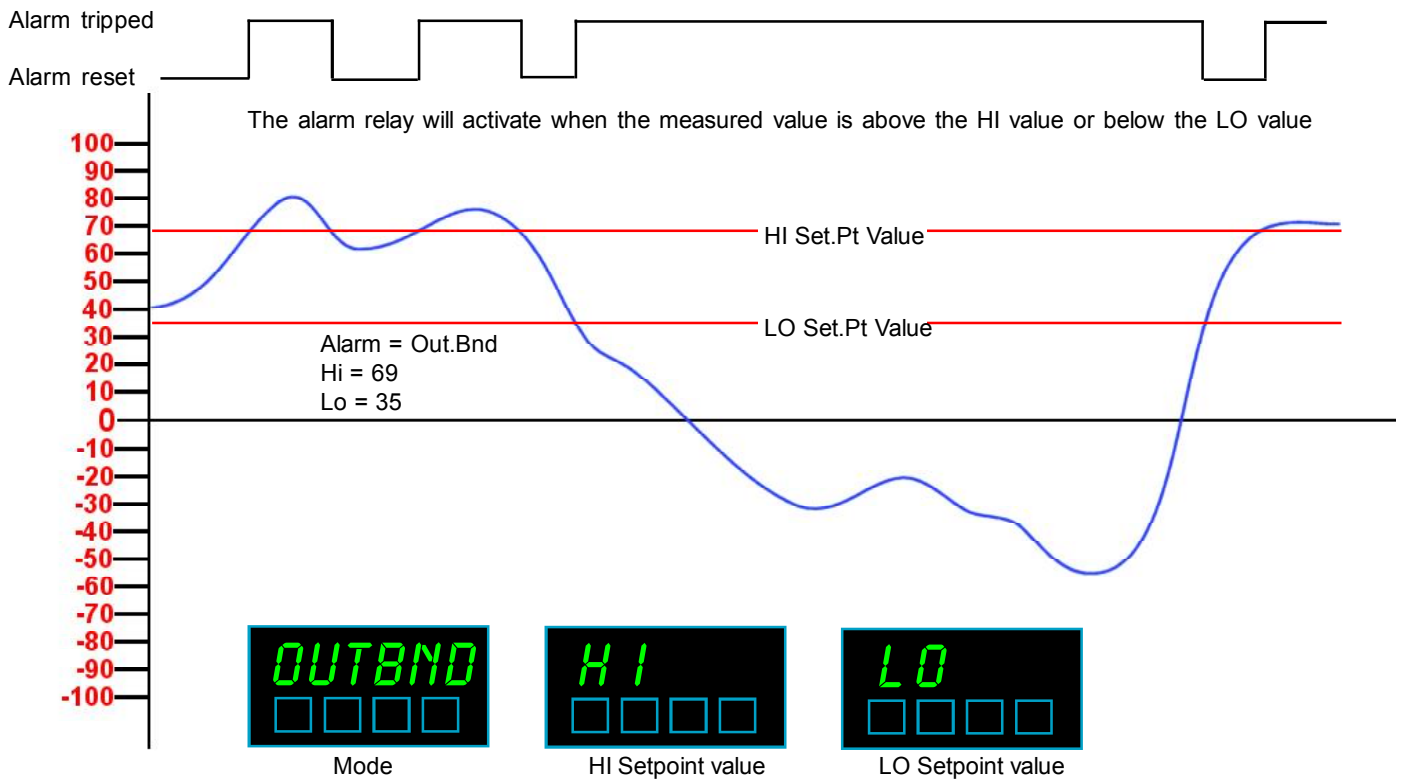 Alarm tripped
Alarm reset
The alarm relay will activate when the measured value is above the HI value or below the LO value
100
90
80
70
60
50
40
30
20
10
0
-10
-20
-30
-40
-50
-60
-70
-80
-90
-100
HI Set.Pt Value
LO Set.Pt Value
Alarm = Out.Bnd
Hi = 69
Lo = 35
OUTBND
HI
LO
Mode
HI Setpoint value
LO Setpoint value